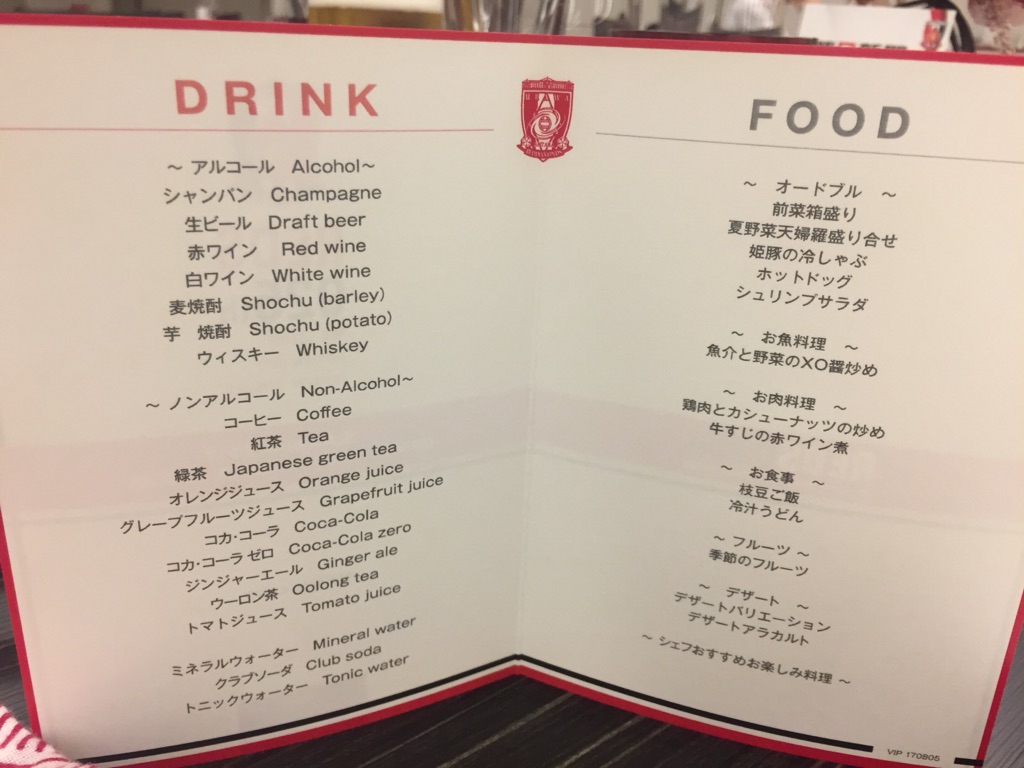 DRINK
～ アルコール Alcohol～
シャンパン Champagne
生ビール Draft beer
赤ワイン Red wine
白ワイン White wine
麦焼酎 Shochu (barley)
芋 焼酎 Shochu (potato)
ウィスキー Whiskey
～ ノンアルコール Non-Alcohol～
コーヒー Coffee
紅茶 Tea
緑茶 Japanese green tea
オレンジジュース Orange juice
グレープフルーツジュース Grapefruit juice
コカ・コーラ Coca-Cola
コカ・コーラ ゼロ Coca-Cola zero
ジンジャーエール Ginger ale
ウーロン茶 Oolong tea
トマトジュース Tomato juice
ミネラルウォーター Mineral water
クラブソーダ Club soda
トニックウォーター Tonic water
FOOD
～ オードブル ～
前菜箱盛り
夏野菜天婦羅盛り合せ
姫豚の冷しゃぶ
ホットドッグ
シュリンプサラダ
～ お魚料理 ～
魚介と野菜のXO醤炒め
～ お肉料理 ～
鶏肉とカシューナッツの炒め
牛すじの赤ワイン煮
～ お食事 ～
枝豆ご飯
冷汁うどん
～ フルーツ ～
季節のフルーツ
～ デザート ～
デザートバリエーション
デザートアラカルト
～ シェフおすすめお楽しみ料理 ～
VIP 170805